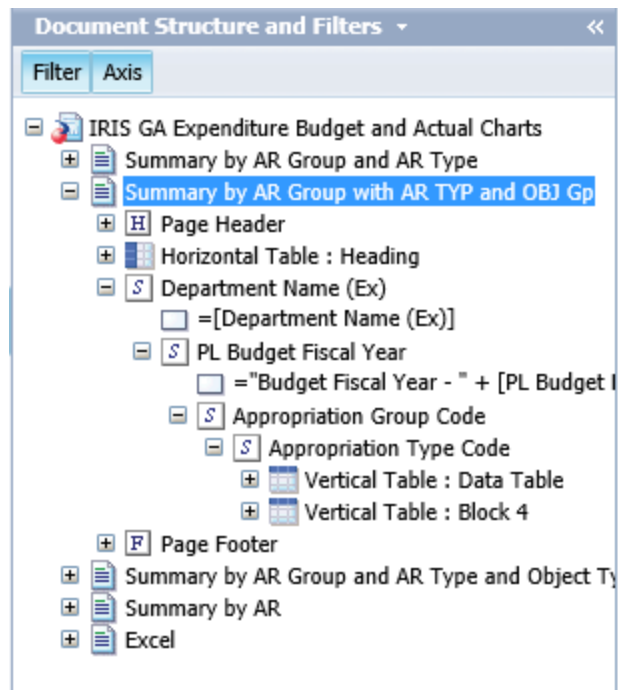 Document Structure and Filters
Filter Axis
IRIS GA Expenditure Budget and Actual Charts
Summary by AR Group and AR Type
Summary by AR Group with AR TYP and OBJ Gp
H Page Header
Horizontal Table : Heading
S Department Name (Ex)
=[Department Name (Ex)]
S PL Budget Fiscal Year
="Budget Fiscal Year - " + [PL Budget
S Appropriation Group Code
S Appropriation Type Code
Vertical Table : Data Table
Vertical Table : Block 4
F Page Footer
Summary by AR Group and AR Type and Object Ty
Summary by AR
Excel